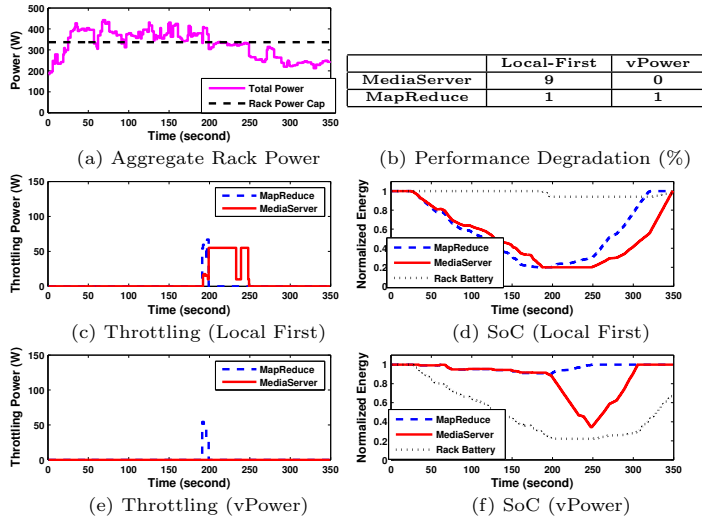 500
400
300
200
100
0
Power (W)
Total Power
Rack Power Cap
0 50 100 150 200 250 300 350
Time (second)
(a) Aggregate Rack Power
Local-First vPower
MediaServer 9 0
MapReduce 1 1
(b) Performance Degradation (%)
150
100
50
0
Throttling Power (W)
MapReduce
MediaServer
0 50 100 150 200 250 300 350
Time (second)
(c) Throttling (Local First)
1
0.8
0.6
0.4
0.2
Normalized Energy
MapReduce
MediaServer
Rack Battery
0 50 100 150 200 250 300 350
Time (second)
(d) SoC (Local First)
150
100
50
0
Throttling Power (W)
MapReduce
MediaServer
0 50 100 150 200 250 300 350
Time (second)
(e) Throttling (vPower)
1
0.8
0.6
0.4
0.2
0
Normalized Energy
MapReduce
MediaServer
Rack Battery
0 50 100 150 200 250 300 350
Time (second)
(f) SoC (vPower)